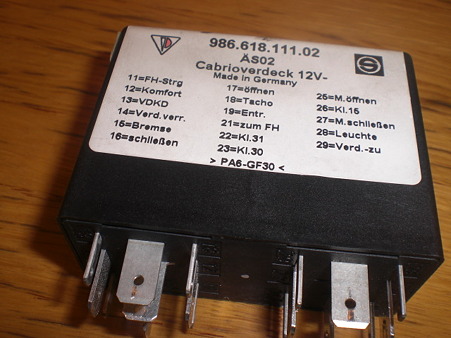 986.618.111.02
ÄS02
Cabrioverdeck 12V-
Made in Germany
11=FH-Strg
12=Komfort
13=VDKD
14=Verd.verr.
15=Bremse
16=schließen
17=öffnen
18=Tacho
19=Entr.
21=zum FH
22=Kl.31
23=Kl.30
25=M.öffnen
26=Kl.15
27=M.schließen
28=Leuchte
29=Verd.-zu
> PA6-GF30 <